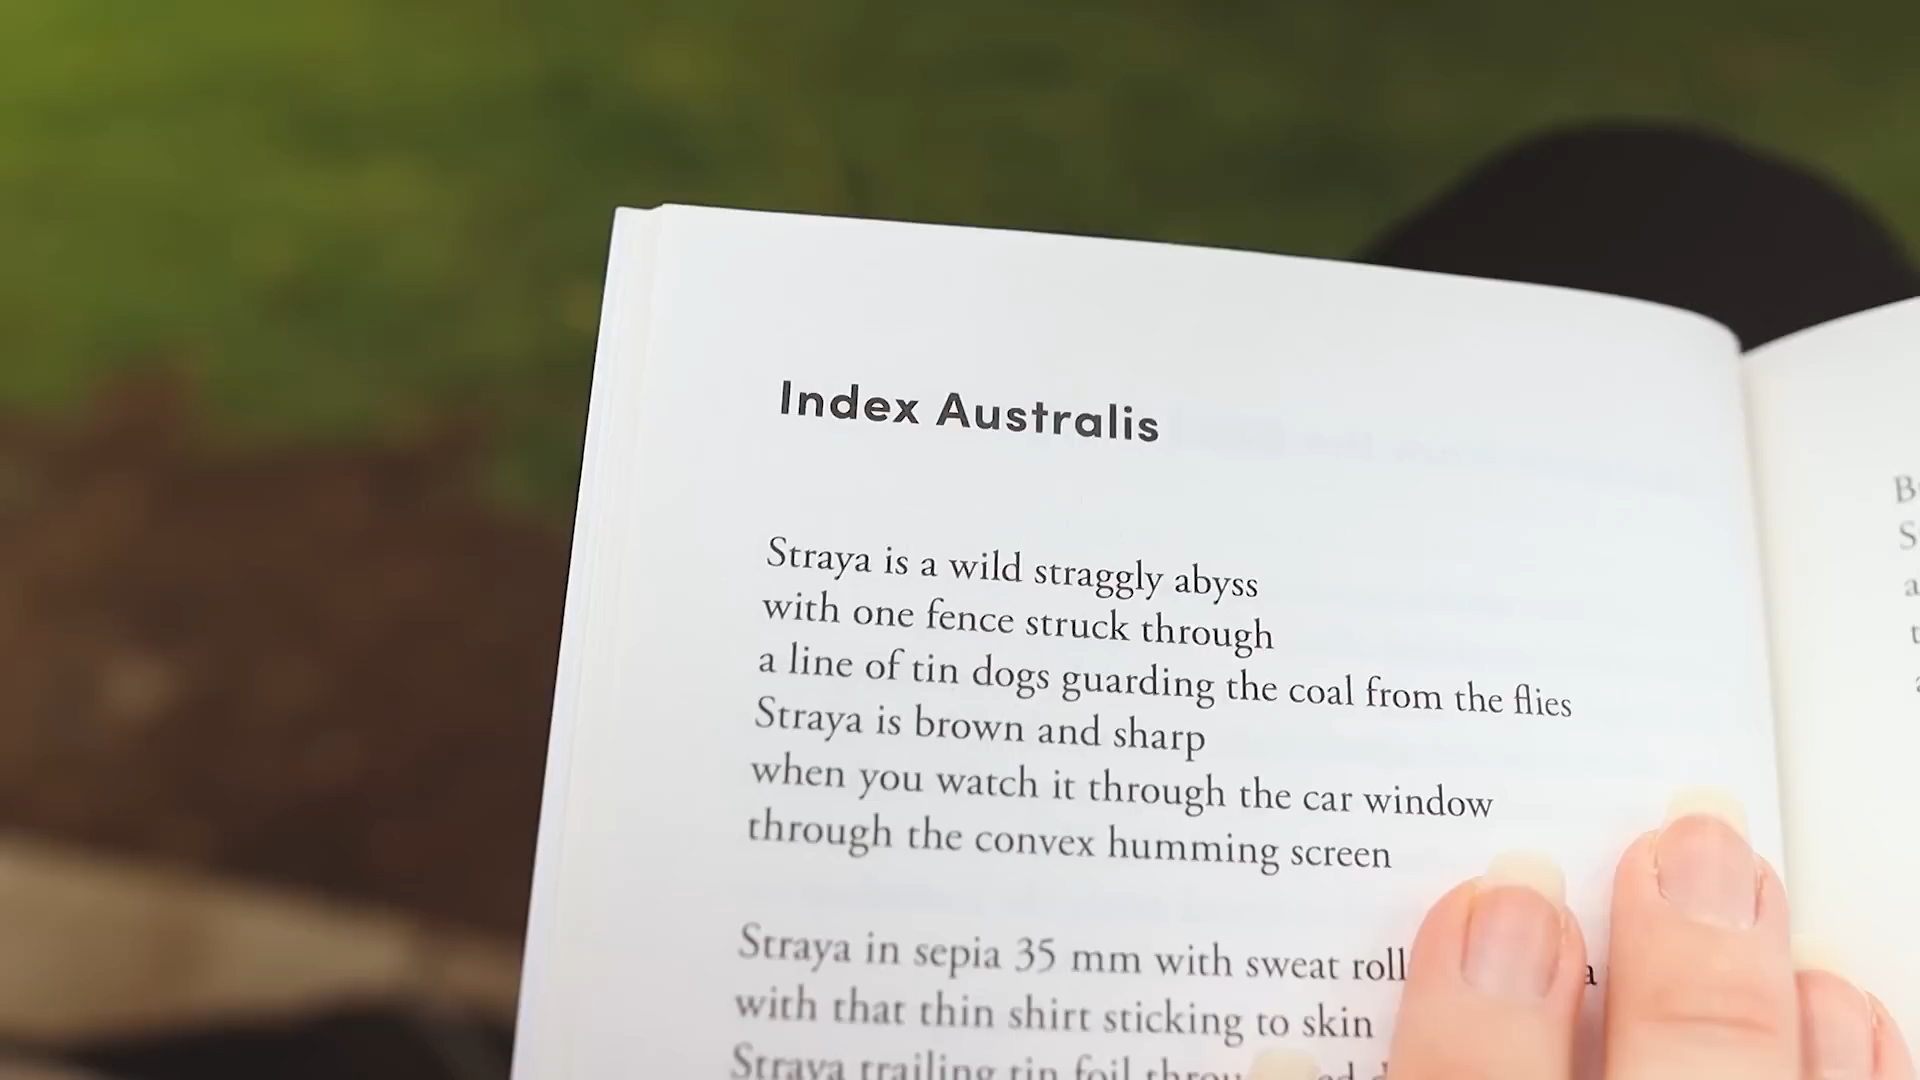 Index Australis
Straya is a wild straggly abyss
with one fence struck through
a line of tin dogs guarding the coal from the flies
Straya is brown and sharp
when you watch it through the car window
through the convex humming screen
Straya in sepia 35 mm with sweat roll a
with that thin shirt sticking to skin
Straya trailing tin foil